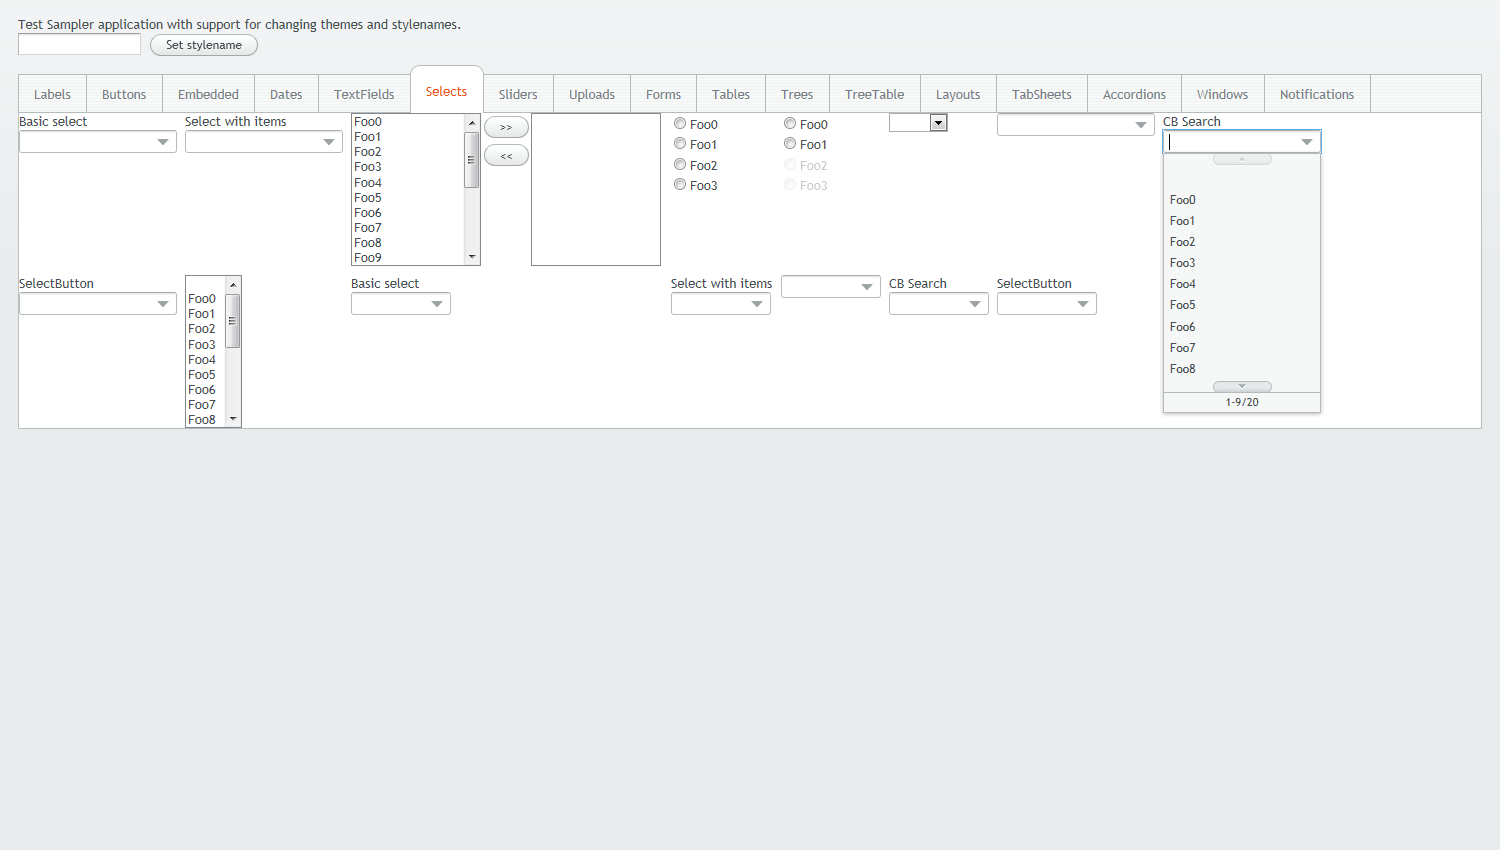 Test Sampler application with support for changing themes and stylenames.
Set stylename
Labels Buttons Embedded Dates TextFields Selects Sliders Uploads Forms Tables Trees TreeTable Layouts TabSheets Accordions Windows Notifications
Basic select
Select with items
Foo0
Foo1
Foo2
Foo3
Foo4
Foo5
Foo6
Foo7
Foo8
Foo9
>>
<<
Foo0
Foo1
Foo2
Foo3
Foo0
Foo1
Foo2
Foo3
CB Search
Foo0
Foo1
Foo2
Foo3
Foo4
Foo5
Foo6
Foo7
Foo8
1-9/20
SelectButton
Foo0
Foo1
Foo2
Foo3
Foo4
Foo5
Foo6
Foo7
Foo8
Basic select
Select with items
CB Search
SelectButton